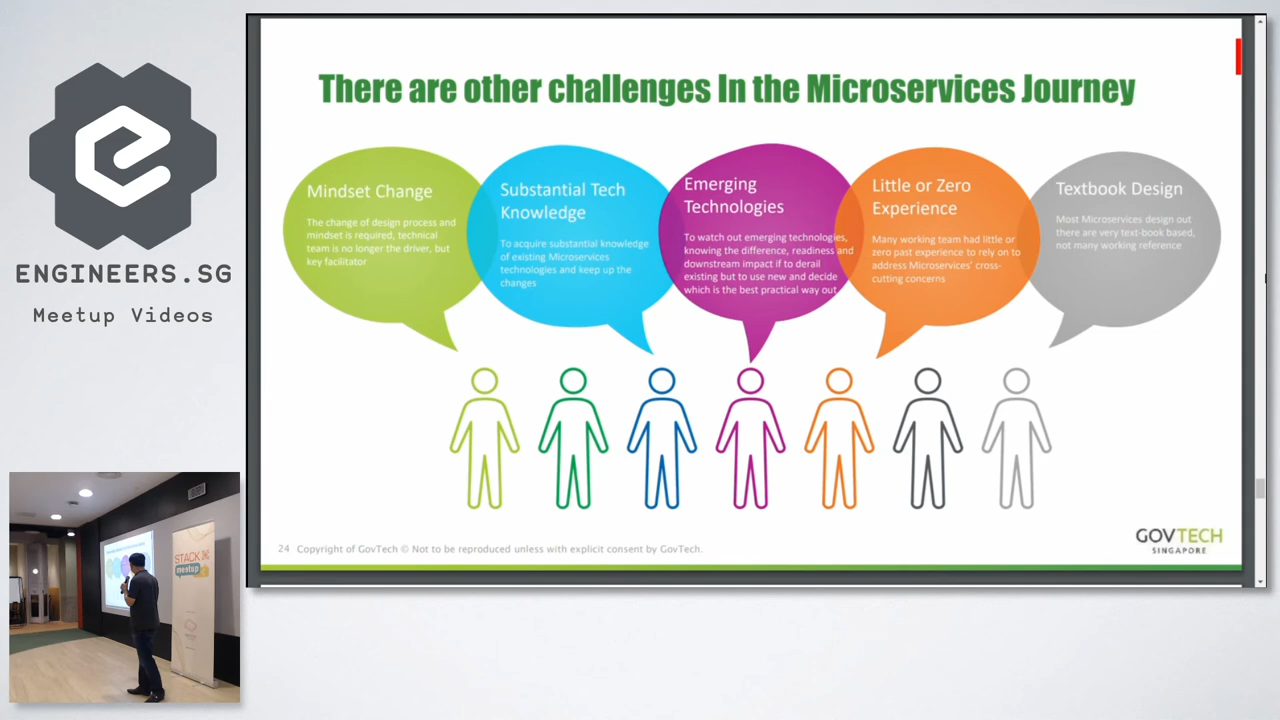 There are other challenges In the Microservices Journey
Mindset Change
The change of design process and
mindset is required, technical
team is no longer the driver, but
key facilitator
Substantial Tech
Knowledge
To acquire substantial knowledge
of existing Microservices
technologies and keep up the
changes
Emerging
Technologies
To watch out emerging technologies,
knowing the difference, readiness and
downstream impact if to derail
existing but to use new and decide
which is the best practical way out
Little or Zero
Experience
Many working team had little or
zero past experience to rely on to
address Microservices' cross-
cutting concerns
Textbook Design
Most Microservices design out
there are very text-book based,
not many working reference
24 Copyright of GovTech © Not to be reproduced unless with explicit consent by GovTech.
GOVTECH
SINGAPORE
ENGINEERS.SG
Meetup Videos
STACK
meetup